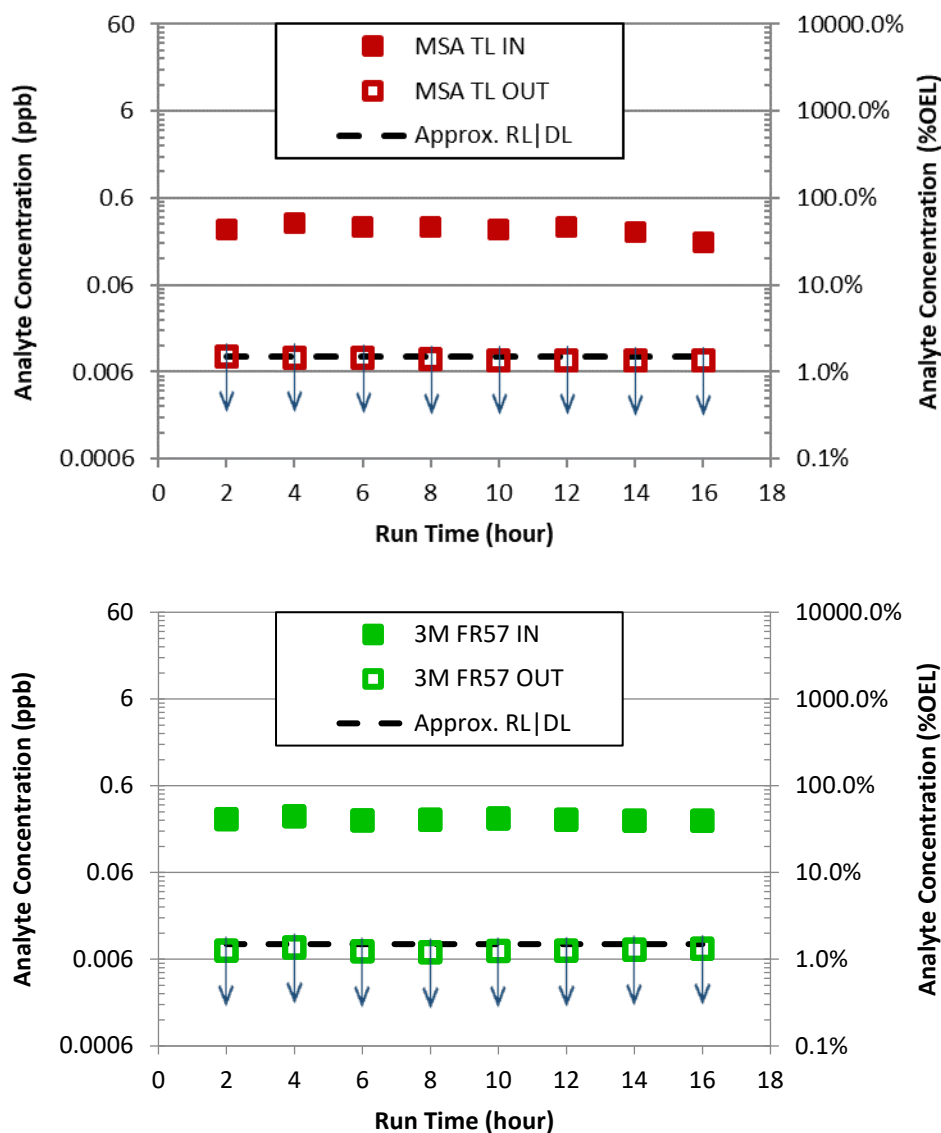 60
10000.0%
MSA TL IN
MSA TL OUT
Approx. RL|DL
6
1000.0%
0.6
100.0%
0.06
10.0%
0.006
1.0%
0.0006
0.1%
Analyte Concentration (ppb)
Analyte Concentration (%OEL)
0 2 4 6 8 10 12 14 16 18
Run Time (hour)
60
10000.0%
3M FR57 IN
3M FR57 OUT
Approx. RL|DL
6
1000.0%
0.6
100.0%
0.06
10.0%
0.006
1.0%
0.0006
0.1%
Analyte Concentration (ppb)
Analyte Concentration (%OEL)
0 2 4 6 8 10 12 14 16 18
Run Time (hour)